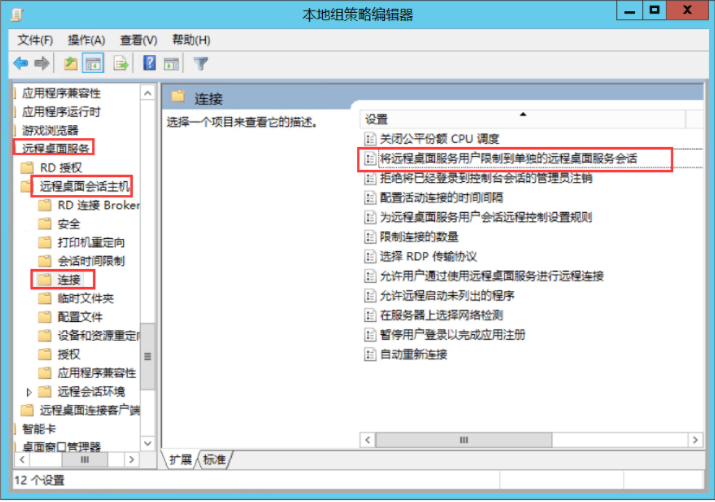 本地组策略编辑器
文件(F) 操作(A) 查看(V) 帮助(H)
应用程序兼容性
应用程序运行时
游戏浏览器
远程桌面服务
RD 授权
远程桌面会话主机
RD 连接 Broker
安全
打印机重定向
会话时间限制
连接
临时文件夹
配置文件
设备和资源重定向
授权
应用程序兼容性
远程会话环境
远程桌面连接客户端
智能卡
桌面窗口管理器
连接
选择一个项目来查看它的描述。
设置
关闭公平份额 CPU 调度
将远程桌面服务用户限制到单独的远程桌面服务会话
拒绝将已经登录到控制台会话的管理员注销
配置活动连接的时间间隔
为远程桌面服务用户会话远程控制设置规则
限制连接的数量
选择 RDP 传输协议
允许用户通过使用远程桌面服务进行远程连接
允许远程启动未列出的程序
在服务器上选择网络检测
暂停用户登录以完成应用注册
自动重新连接
扩展 标准
12 个设置